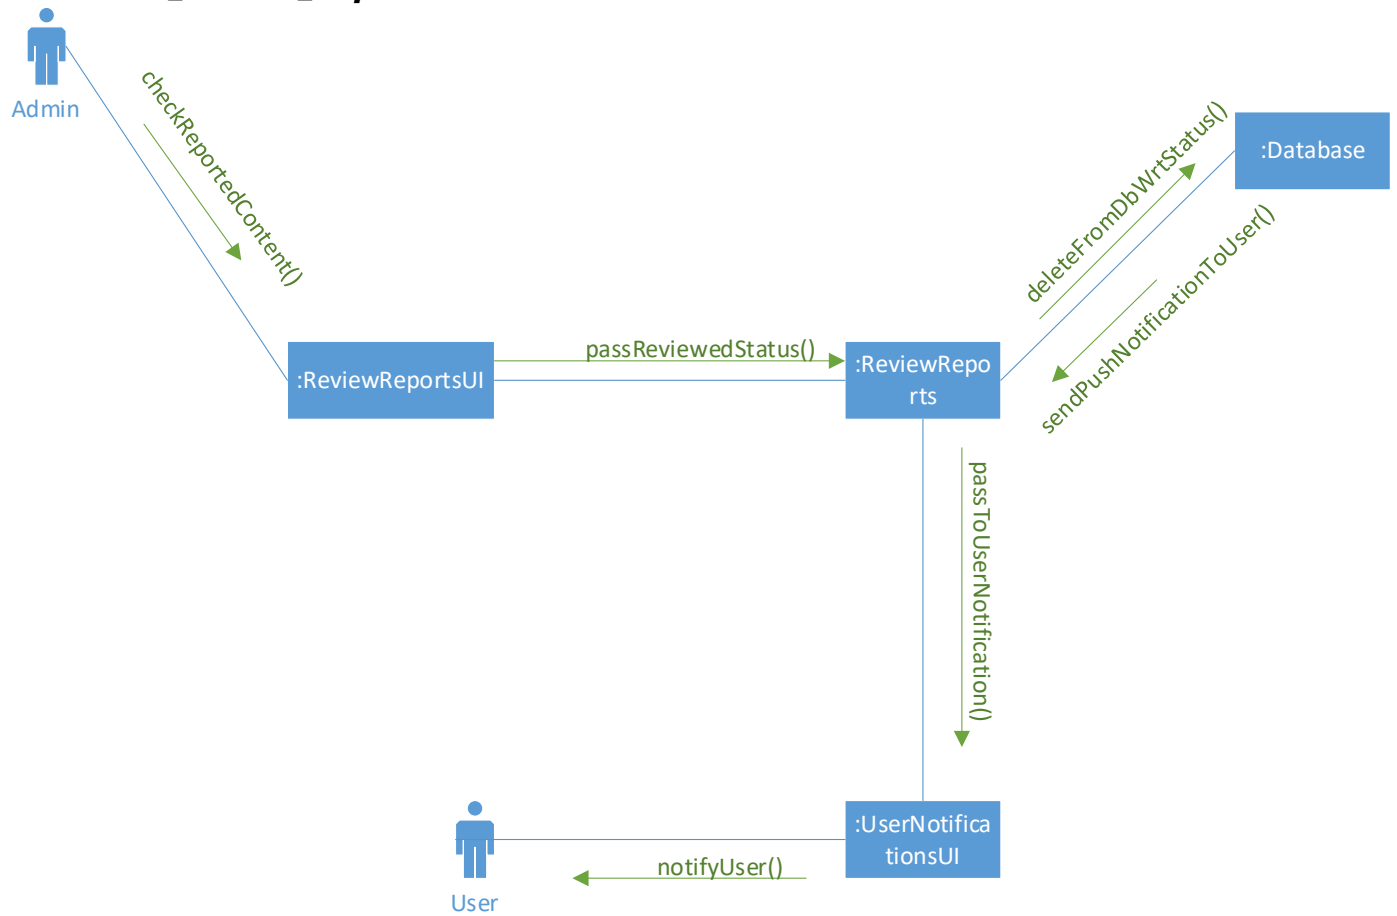 Admin
checkReportedContent()
:ReviewReportsUI
passReviewedStatus()
:ReviewRepo
rts
deleteFromDbWrtStatus()
:Database
sendPushNotificationToUser()
passToUserNotification()
:UserNotifica
tionsUI
notifyUser()
User